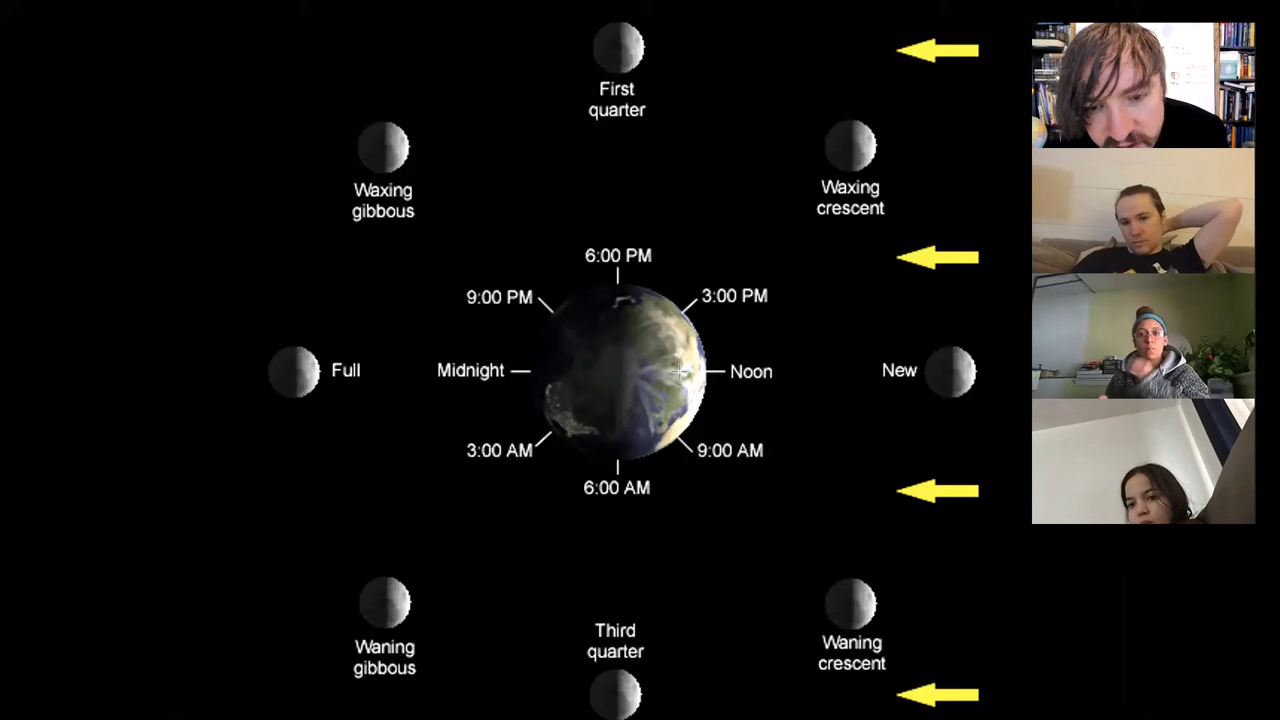 First
quarter
Waxing
gibbous
Waxing
crescent
6:00 PM
9:00 PM
3:00 PM
Full
Midnight
Noon
New
3:00 AM
9:00 AM
6:00 AM
Waning
gibbous
Third
quarter
Waning
crescent